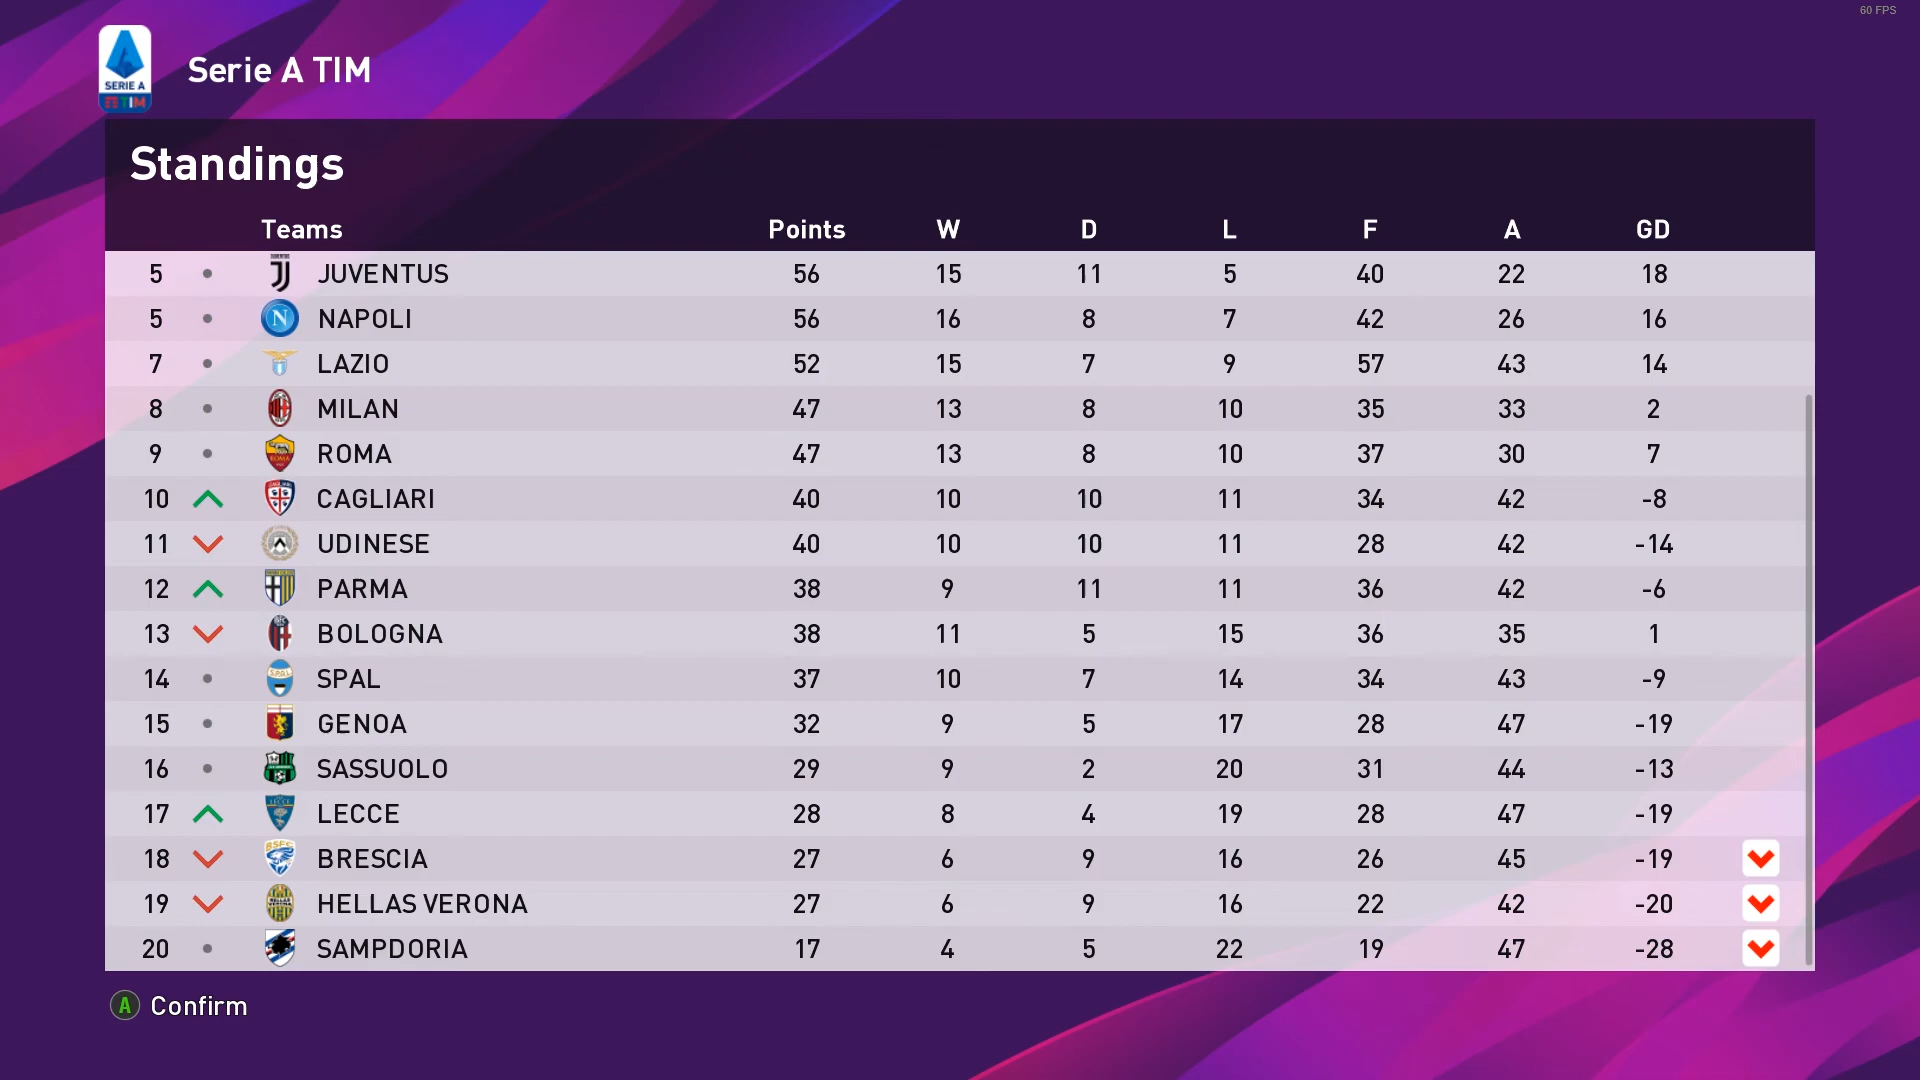 60 FPS
SERIE A
TIM
Serie A TIM
Standings
Teams Points W D L F A GD
5 JUVENTUS 56 15 11 5 40 22 18
5 NAPOLI 56 16 8 7 42 26 16
7 LAZIO 52 15 7 9 57 43 14
8 MILAN 47 13 8 10 35 33 2
9 ROMA 47 13 8 10 37 30 7
10 CAGLIARI 40 10 10 11 34 42 -8
11 UDINESE 40 10 10 11 28 42 -14
12 PARMA 38 9 11 11 36 42 -6
13 BOLOGNA 38 11 5 15 36 35 1
14 SPAL 37 10 7 14 34 43 -9
15 GENOA 32 9 5 17 28 47 -19
16 SASSUOLO 29 9 2 20 31 44 -13
17 LECCE 28 8 4 19 28 47 -19
18 BRESCIA 27 6 9 16 26 45 -19
19 HELLAS VERONA 27 6 9 16 22 42 -20
20 SAMPDORIA 17 4 5 22 19 47 -28
A Confirm